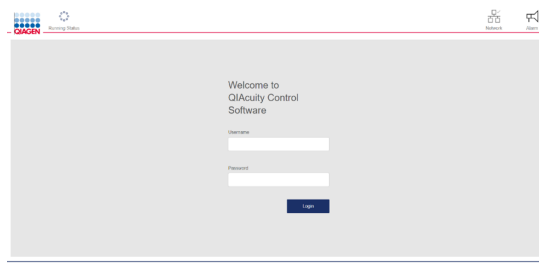 QIAGEN
Running Status
Network
Alarm
Welcome to
QIAcuity Control
Software
Username
Password
Login